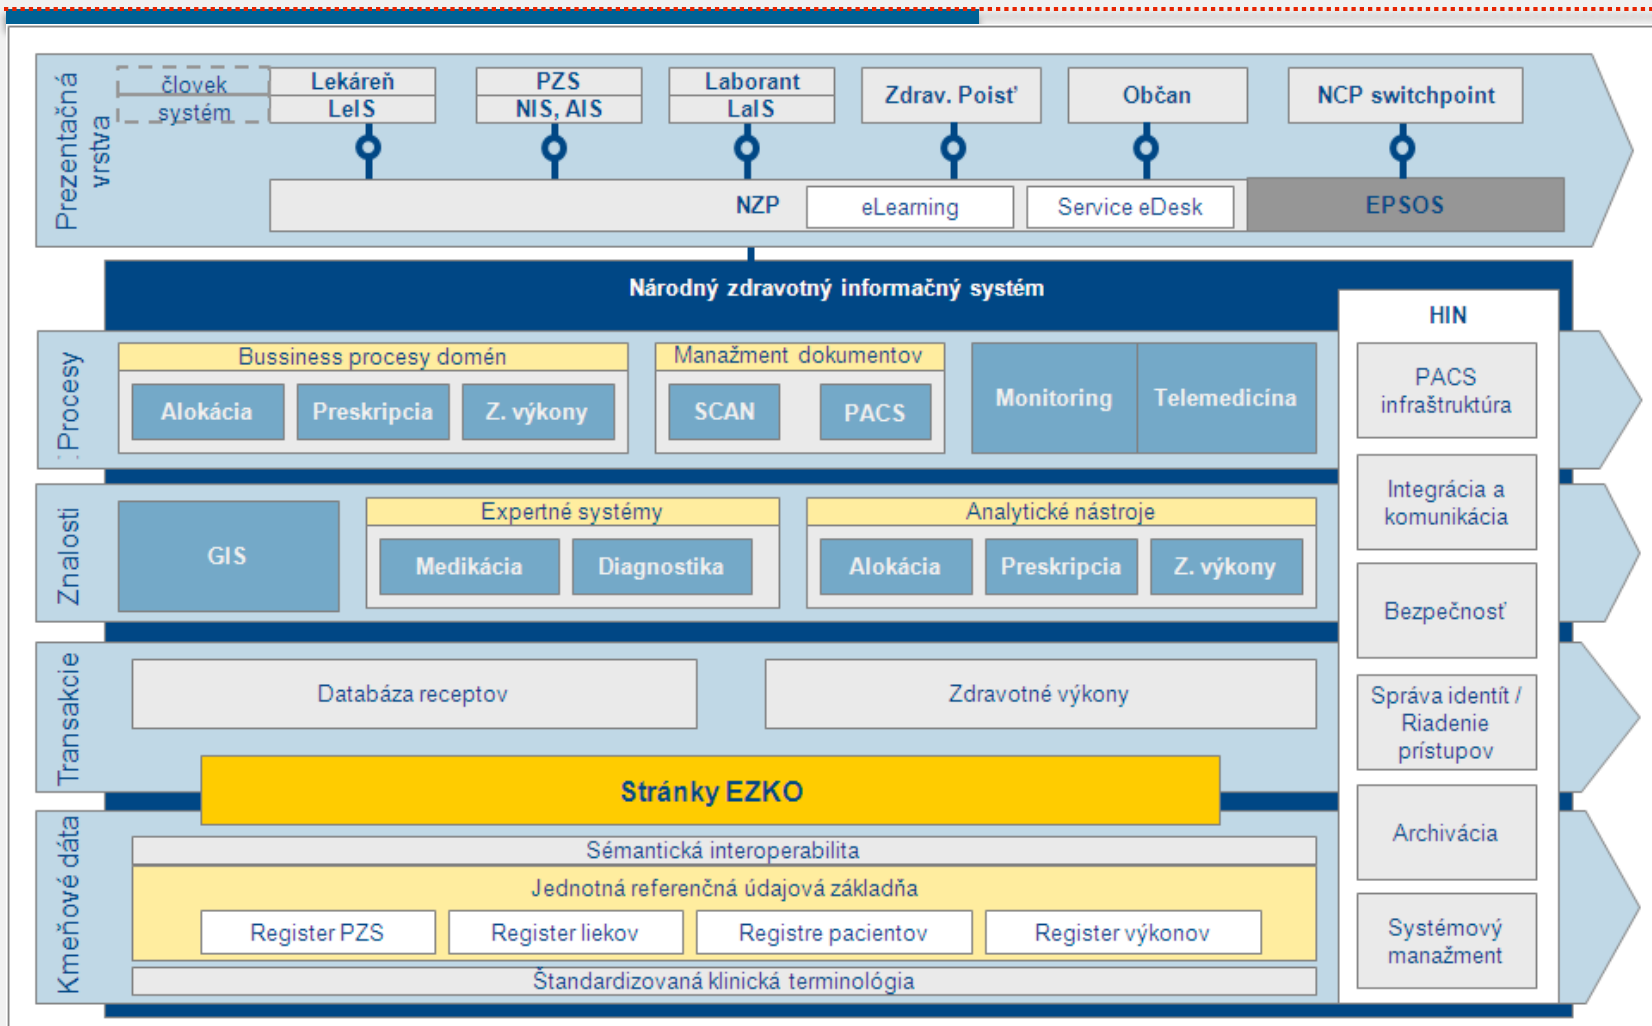 Prezentačná
vrstva
človek
systém
Lekáreň
LeIS
PZS
NIS, AIS
Laborant
LaIS
Zdrav. Poisť
Občan
NCP switchpoint
NZP
eLearning
Service eDesk
EPSOS
Národný zdravotný informačný systém
HIN
Procesy
Bussiness procesy domén
Alokácia
Preskripcia
Z. výkony
Manažment dokumentov
SCAN
PACS
Monitoring
Telemedicína
PACS
infraštruktúra
Integrácia a
komunikácia
Znalosti
GIS
Expertné systémy
Medikácia
Diagnostika
Analytické nástroje
Alokácia
Preskripcia
Z. výkony
Bezpečnosť
Transakcie
Databáza receptov
Zdravotné výkony
Správa identít /
Riadenie
prístupov
Stránky EZKO
Kmeňové dáta
Sémantická interoperabilita
Jednotná referenčná údajová základňa
Register PZS
Register liekov
Registre pacientov
Register výkonov
Štandardizovaná klinická terminológia
Archivácia
Systémový
manažment